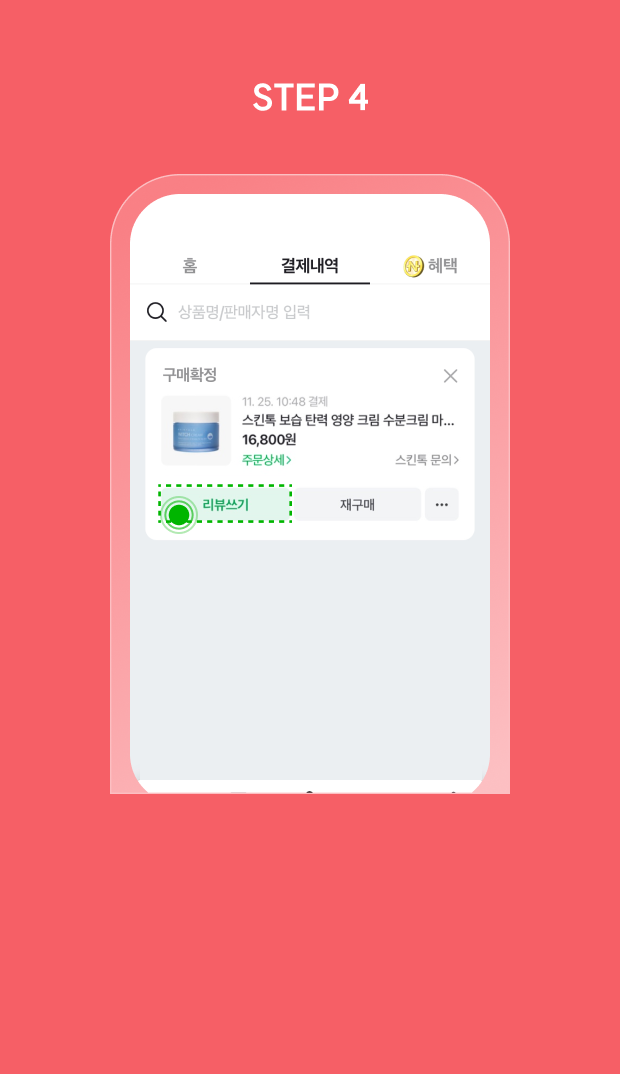 STEP 4
홈 결제내역 혜택
상품명/판매자명 입력
구매확정
11. 25. 10:48 결제
스킨톡 보습 탄력 영양 크림 수분크림 마...
16,800원
주문상세 스킨톡 문의
리뷰쓰기 재구매